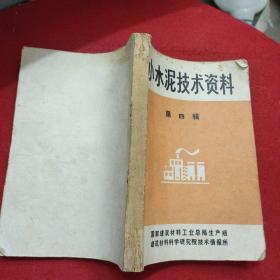 小水泥技术资料
第四辑
国家建筑材料工业总局生产组
建筑材料科学研究院技术情报所